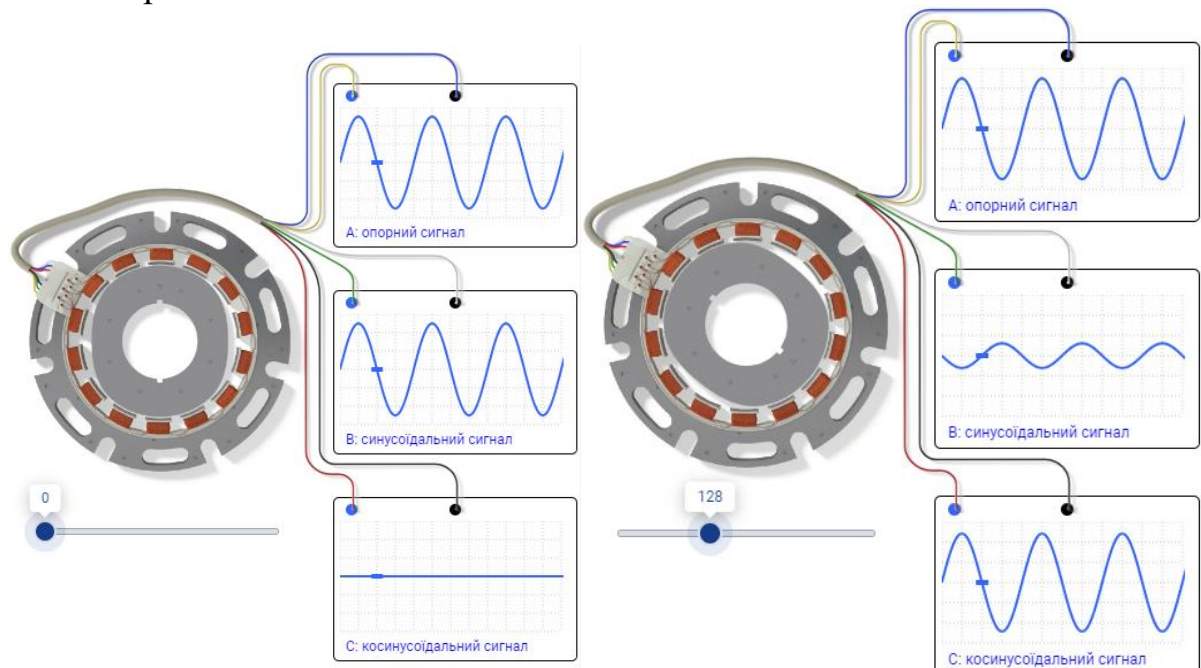 A: опорний сигнал
B: синусоїдальний сигнал
0
C: косинусоїдальний сигнал
A: опорний сигнал
B: синусоїдальний сигнал
128
C: косинусоїдальний сигнал